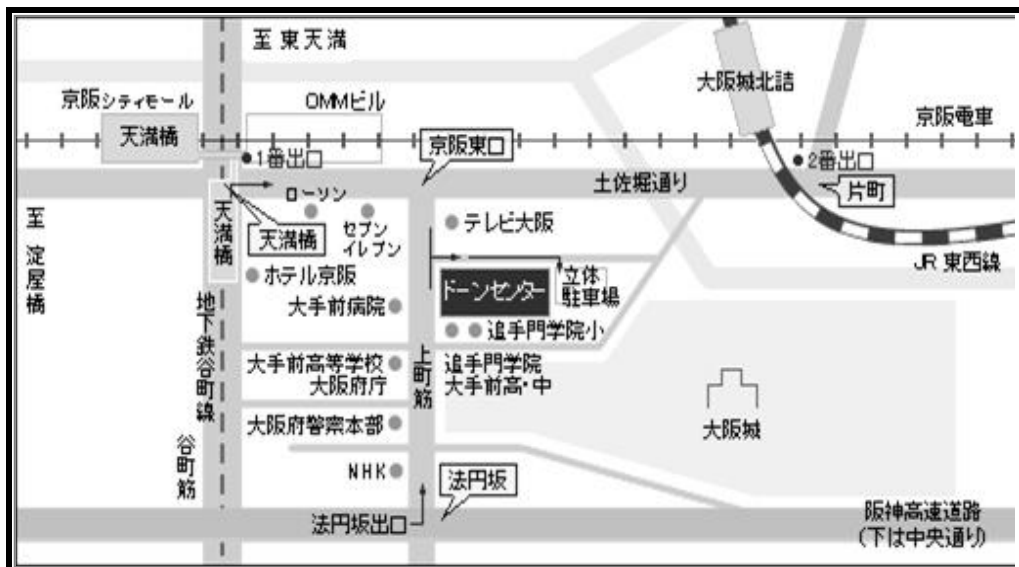 至 東天満
大阪城北詰
京阪シティモール
OMMビル
京阪電車
天満橋
京阪東口
1番出口
2番出口
土佐堀通り
片町
ローソン
至 淀屋橋
天満橋
天満橋
セブン
イレブン
テレビ大阪
JR 東西線
ホテル京阪
ドーンセンター
立体
駐車場
大手前病院
追手門学院小
地下鉄谷町線
大手前高等学校
大阪府庁
上町筋
追手門学院
大手前高・中
大阪府警察本部
大阪城
谷町筋
NHK
法円坂
法円坂出口
阪神高速道路
(下は中央通り)